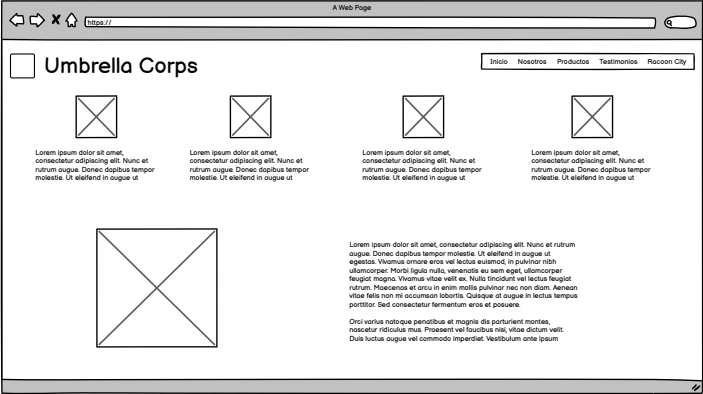 A Web Page
https://
Umbrella Corps
Inicio Nosotros Productos Testimonios Racoon City
Lorem ipsum dolor sit amet,
consectetur adipiscing elit. Nunc et
rutrum augue. Donec dapibus tempor
molestie. Ut eleifend in augue ut
Lorem ipsum dolor sit amet,
consectetur adipiscing elit. Nunc et
rutrum augue. Donec dapibus tempor
molestie. Ut eleifend in augue ut
Lorem ipsum dolor sit amet,
consectetur adipiscing elit. Nunc et
rutrum augue. Donec dapibus tempor
molestie. Ut eleifend in augue ut
Lorem ipsum dolor sit amet,
consectetur adipiscing elit. Nunc et
rutrum augue. Donec dapibus tempor
molestie. Ut eleifend in augue ut
Lorem ipsum dolor sit amet, consectetur adipiscing elit. Nunc et rutrum
augue. Donec dapibus tempor molestie. Ut eleifend in augue ut
egestas. Vivamus ornare eros vel lectus euismod, in pulvinar nibh
ullamcorper. Morbi ligula nulla, venenatis eu sem eget, ullamcorper
feugiat magna. Vivamus vitae velit ex. Nulla tincidunt vel lectus feugiat
rutrum. Maecenas et arcu in enim mollis pulvinar nec non diam. Aenean
vitae felis non mi accumsan lobortis. Quisque at augue in lectus tempus
porttitor. Sed consectetur fermentum eros et posuere.
Orci varius natoque penatibus et magnis dis parturient montes,
nascetur ridiculus mus. Praesent vel faucibus nisi, vitae dictum velit.
Duis luctus augue vel commodo imperdiet. Vestibulum ante ipsum